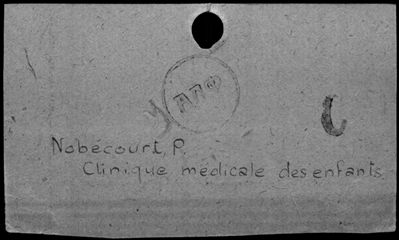 Nobécourt, P.
Clinique médicale des enfants